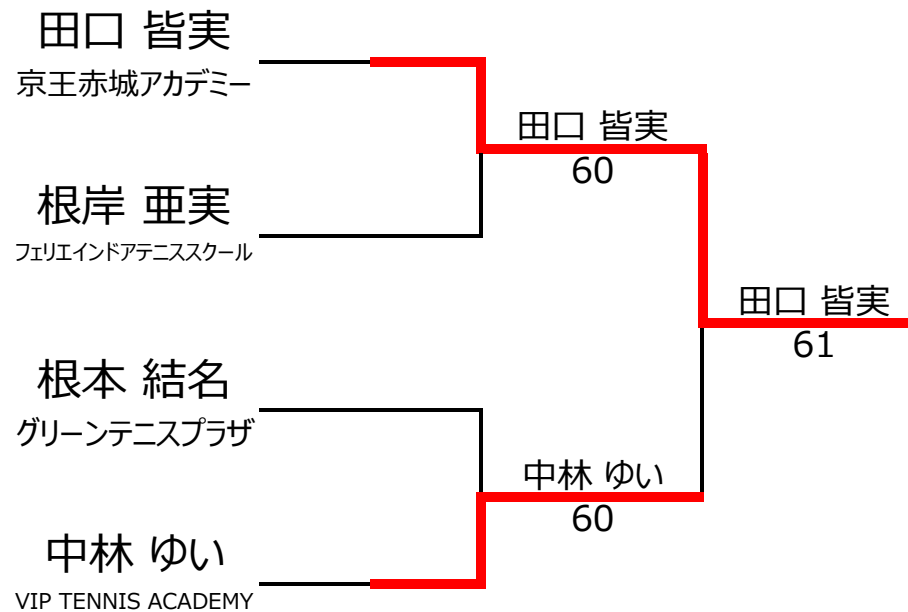 田口 皆実
京王赤城アカデミー
田口 皆実
60
根岸 亜実
フェリエインドアテニススクール
田口 皆実
61
根本 結名
グリーンテニスプラザ
中林 ゆい
60
中林 ゆい
VIP TENNIS ACADEMY